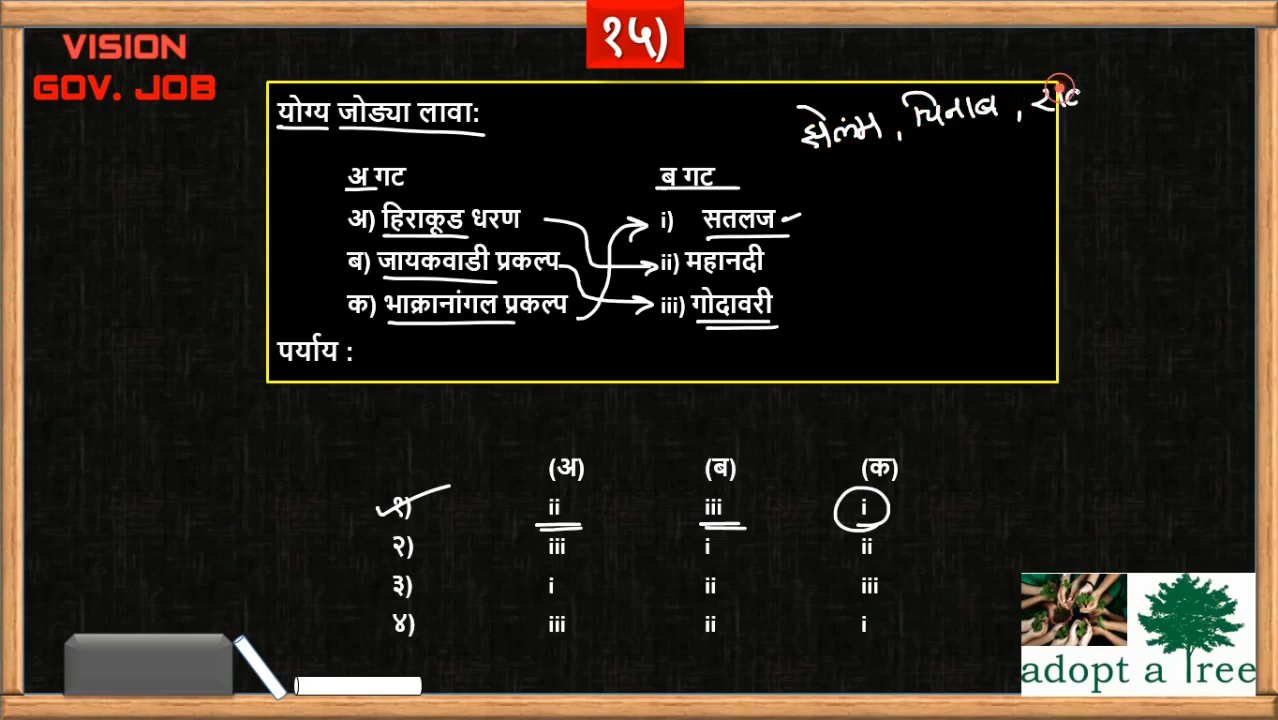 १५)
VISION
GOV. JOB
योग्य जोड्या लावा:
झेलम, चिनाब,
अ गट ब गट
अ) हिराकूड धरण i) सतलज
ब) जायकवाडी प्रकल्प ii) महानदी
क) भाक्रानांगल प्रकल्प iii) गोदावरी
पर्याय :
(अ) (ब) (क)
१) ii iii i
२) iii i ii
३) i ii iii
४) iii ii i
adopt a Tree